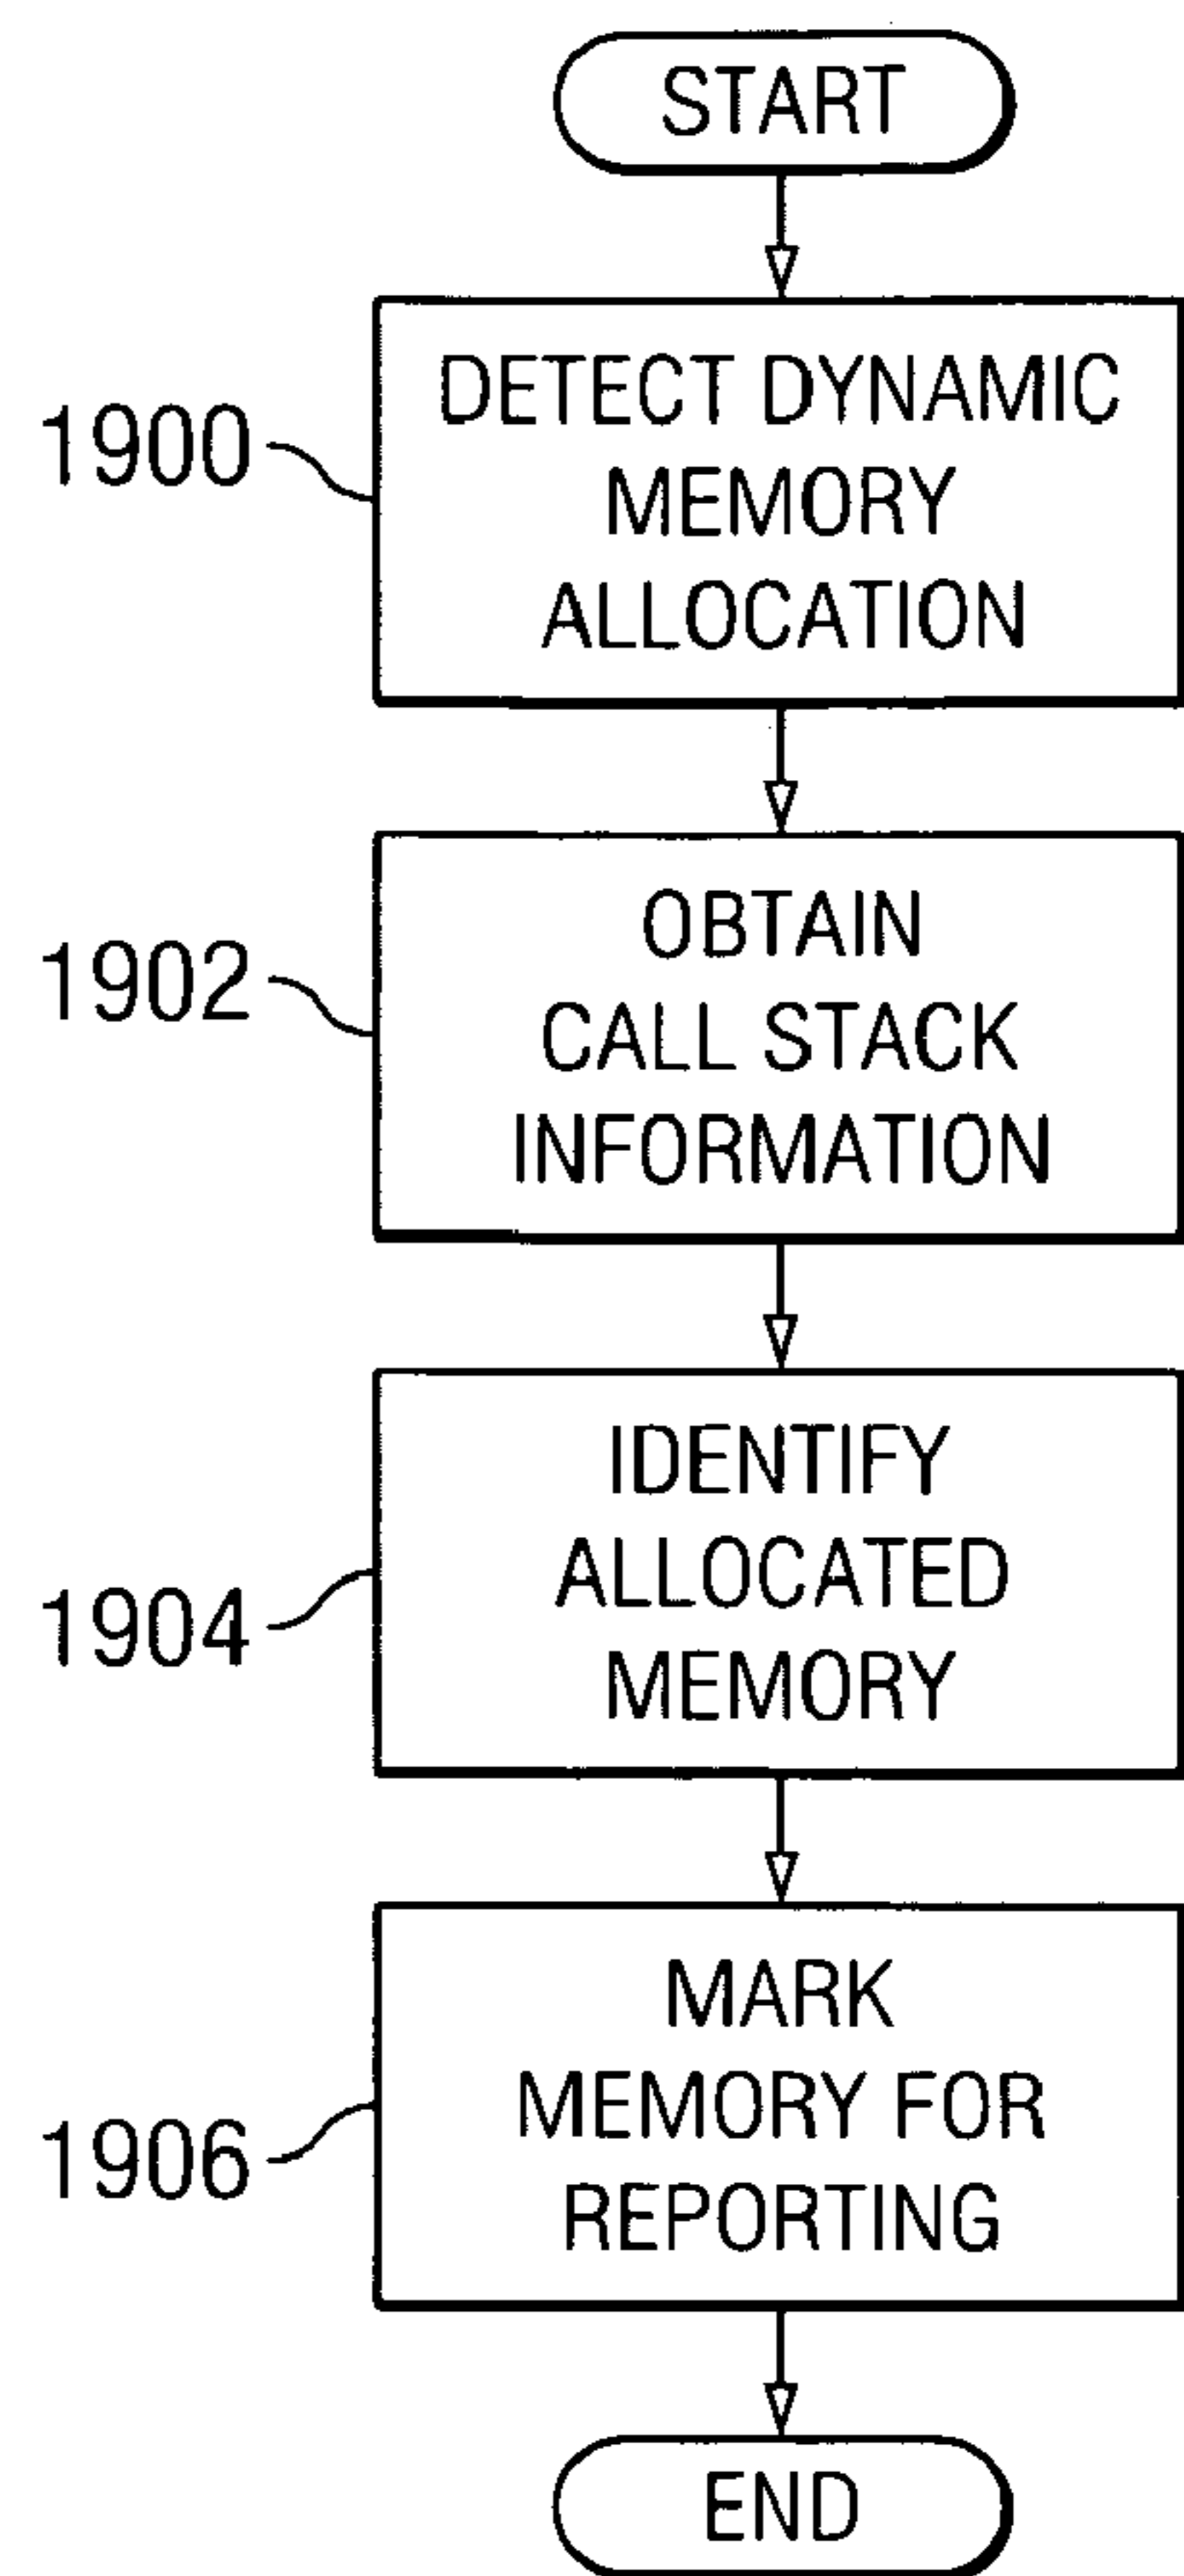 START
1900
DETECT DYNAMIC
MEMORY
ALLOCATION
1902
OBTAIN
CALL STACK
INFORMATION
1904
IDENTIFY
ALLOCATED
MEMORY
1906
MARK
MEMORY FOR
REPORTING
END